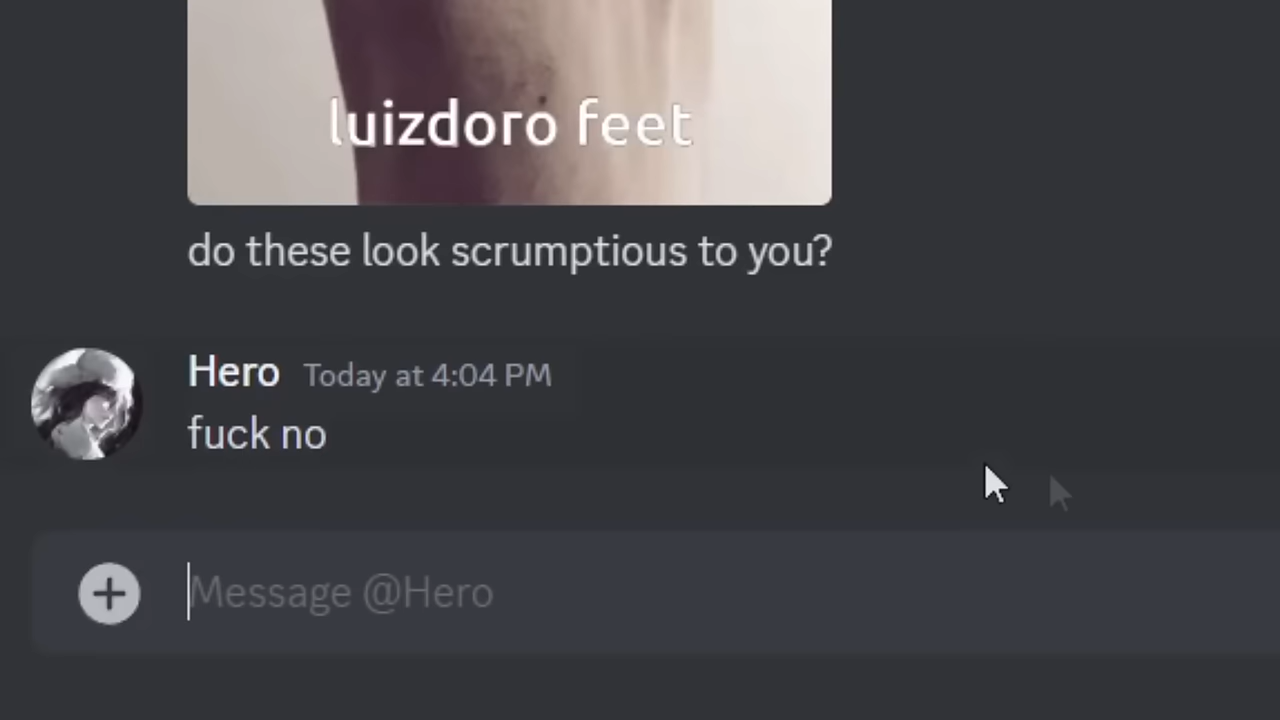 luizdoro feet
do these look scrumptious to you?
Hero Today at 4:04 PM
fuck no
Message @Hero